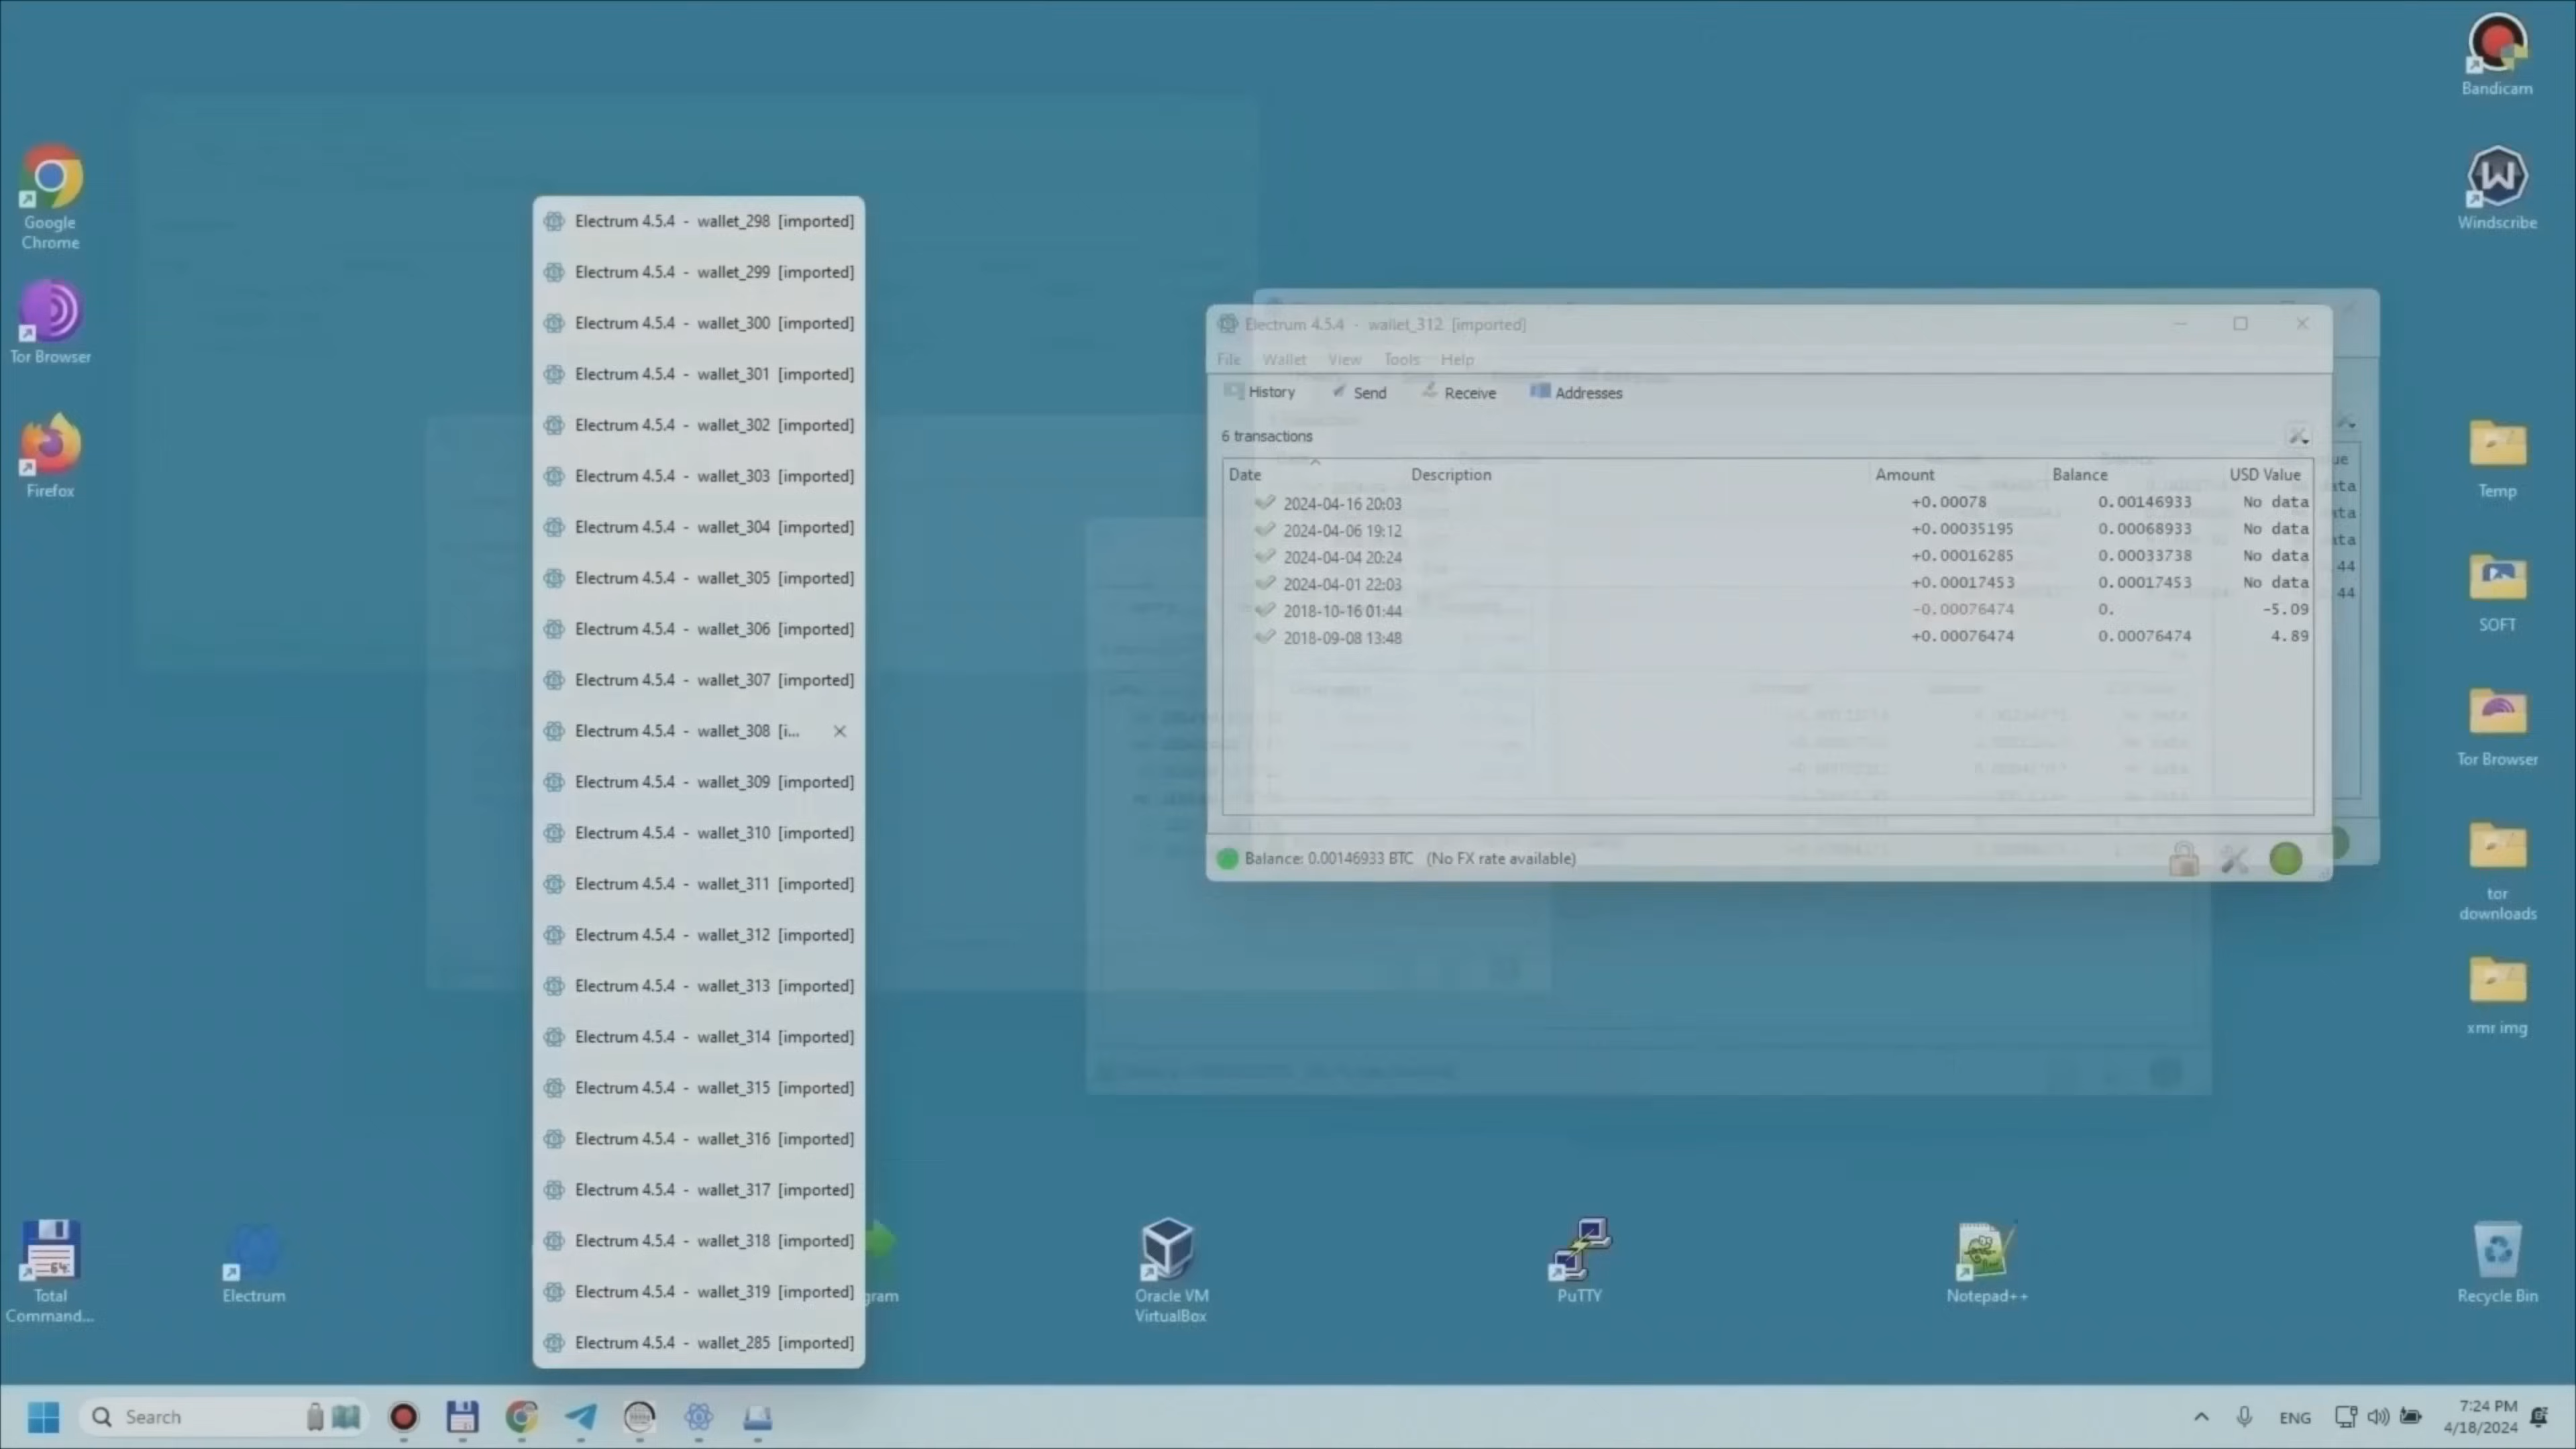 Bandicam
Google
Chrome
Windscribe
Tor Browser
Firefox
Electrum 4.5.4 - wallet_298 [imported]
Electrum 4.5.4 - wallet_299 [imported]
Electrum 4.5.4 - wallet_300 [imported]
Electrum 4.5.4 - wallet_301 [imported]
Electrum 4.5.4 - wallet_302 [imported]
Electrum 4.5.4 - wallet_303 [imported]
Electrum 4.5.4 - wallet_304 [imported]
Electrum 4.5.4 - wallet_305 [imported]
Electrum 4.5.4 - wallet_306 [imported]
Electrum 4.5.4 - wallet_307 [imported]
Electrum 4.5.4 - wallet_308 [i...
Electrum 4.5.4 - wallet_309 [imported]
Electrum 4.5.4 - wallet_310 [imported]
Electrum 4.5.4 - wallet_311 [imported]
Electrum 4.5.4 - wallet_312 [imported]
Electrum 4.5.4 - wallet_313 [imported]
Electrum 4.5.4 - wallet_314 [imported]
Electrum 4.5.4 - wallet_315 [imported]
Electrum 4.5.4 - wallet_316 [imported]
Electrum 4.5.4 - wallet_317 [imported]
Electrum 4.5.4 - wallet_318 [imported]
Electrum 4.5.4 - wallet_319 [imported]
Electrum 4.5.4 - wallet_285 [imported]
Electrum 4.5.4 - wallet_312 [imported]
File Wallet View Tools Help
History Send Receive Addresses
6 transactions
Date Description Amount Balance USD Value
2024-04-16 20:03 +0.00078 0.00146933 No data
2024-04-06 19:12 +0.00035195 0.00068933 No data
2024-04-04 20:24 +0.00016285 0.00033738 No data
2024-04-01 22:03 +0.00017453 0.00017453 No data
2018-10-16 01:44 -0.00076474 0. -5.09
2018-09-08 13:48 +0.00076474 0.00076474 4.89
Balance: 0.00146933 BTC (No FX rate available)
ue
ata
ata
ata
.44
.44
Temp
SOFT
Tor Browser
tor
downloads
xmr img
Total
Command...
64
Electrum
gram
Oracle VM
VirtualBox
PuTTY
Notepad++
Recycle Bin
Search
ENG
7:24 PM
4/18/2024